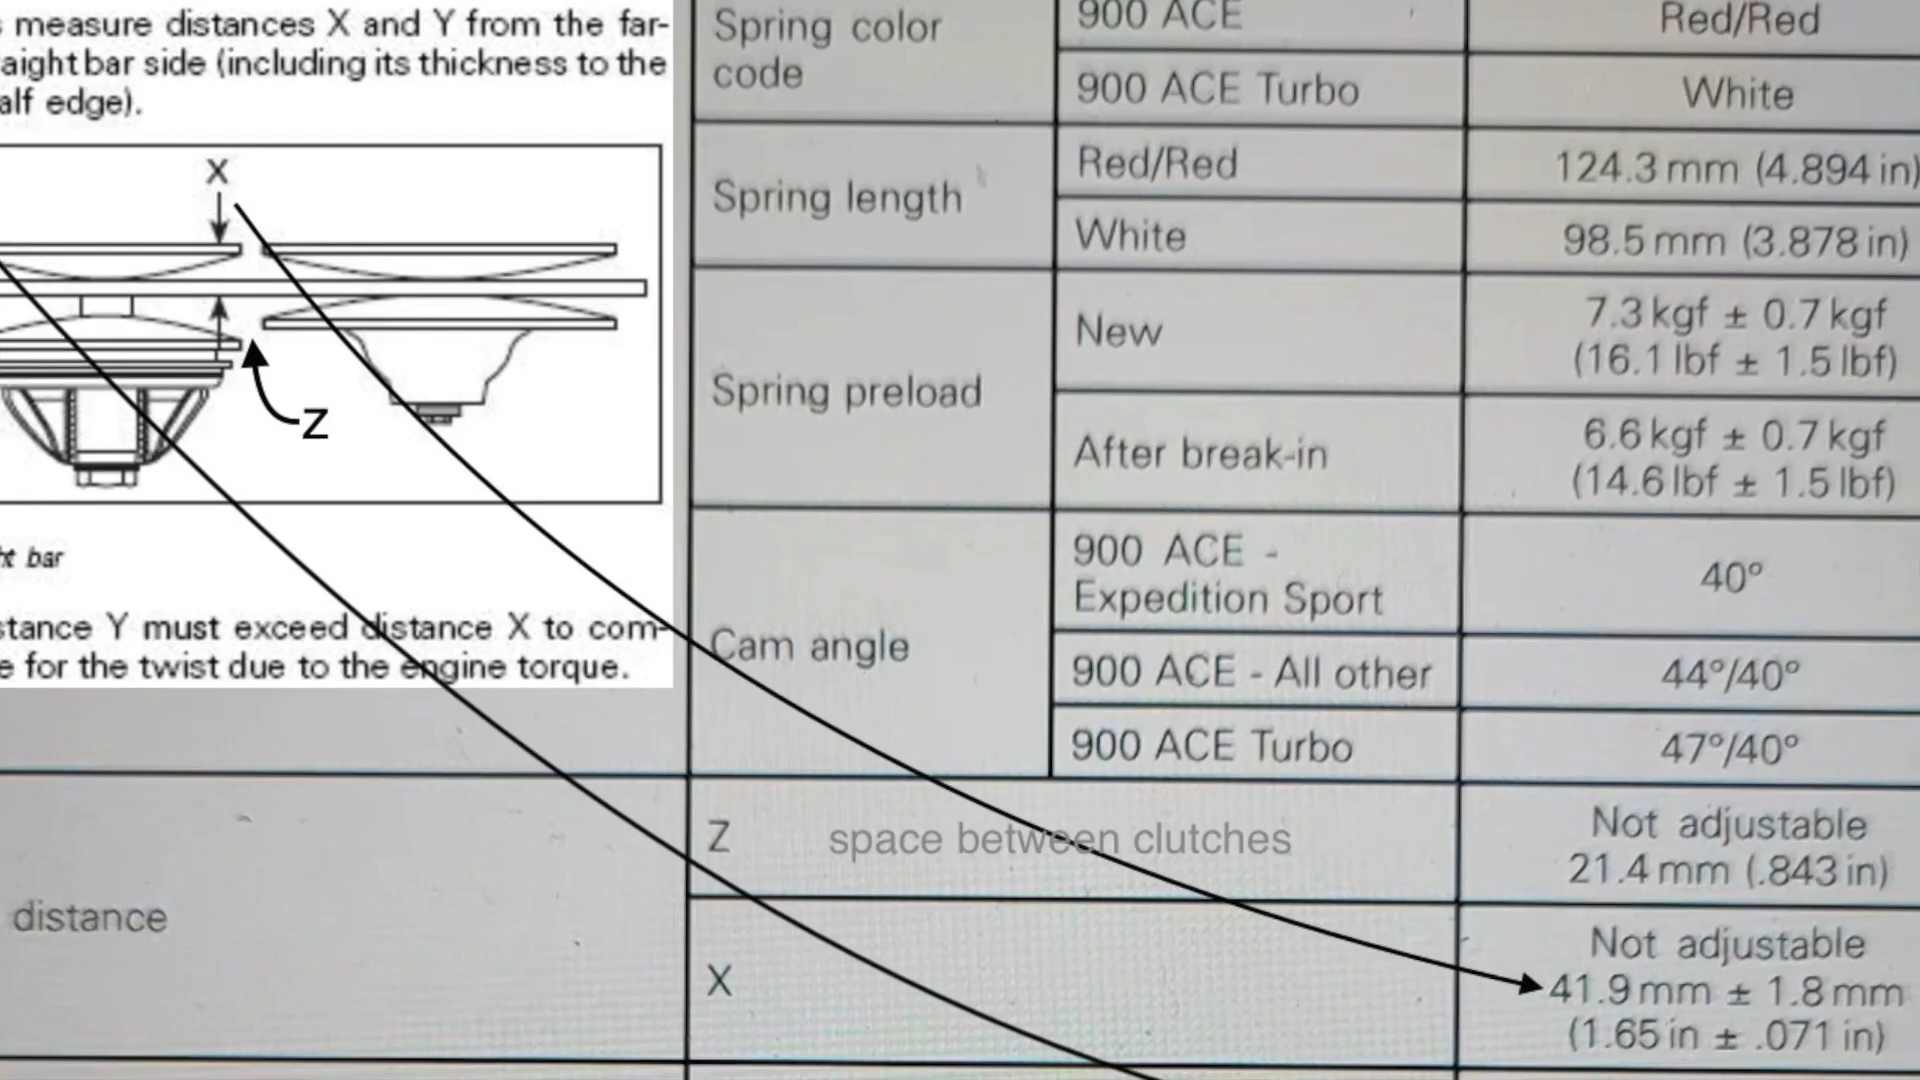 measure distances X and Y from the far-
aight bar side (including its thickness to the
alf edge).
X
Z
ht bar
stance Y must exceed distance X to com-
e for the twist due to the engine torque.
Spring color
code
900 ACE
Red/Red
900 ACE Turbo
White
Spring length
Red/Red
124.3 mm (4.894 in)
White
98.5 mm (3.878 in)
Spring preload
New
7.3 kgf ± 0.7 kgf
(16.1 lbf ± 1.5 lbf)
After break-in
6.6 kgf ± 0.7 kgf
(14.6 lbf ± 1.5 lbf)
Cam angle
900 ACE -
Expedition Sport
40°
900 ACE - All other
44°/40°
900 ACE Turbo
47°/40°
distance
Z space between clutches
Not adjustable
21.4 mm (.843 in)
X
Not adjustable
41.9 mm ± 1.8 mm
(1.65 in ± .071 in)